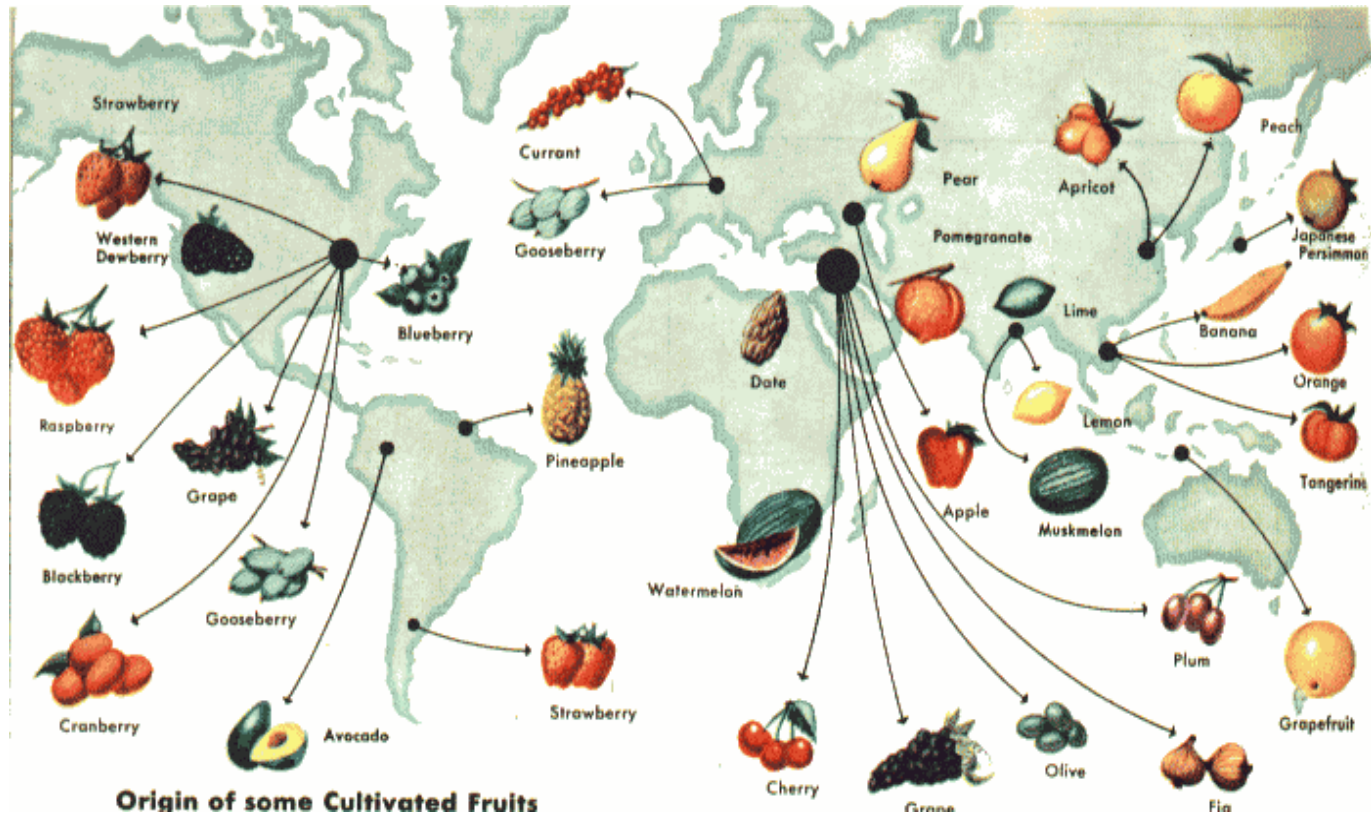 Strawberry
Currant
Peach
Apricot
Pear
Western
Dewberry
Gooseberry
Pomegranate
Japanese
Persimmon
Blueberry
Lime
Banana
Date
Orange
Raspberry
Lemon
Pineapple
Grape
Tangerin
Apple
Muskmelon
Blackberry
Watermelon
Gooseberry
Plum
Strawberry
Grapefruit
Cranberry
Avocado
Olive
Cherry
Grape
Fig
Origin of some Cultivated Fruits